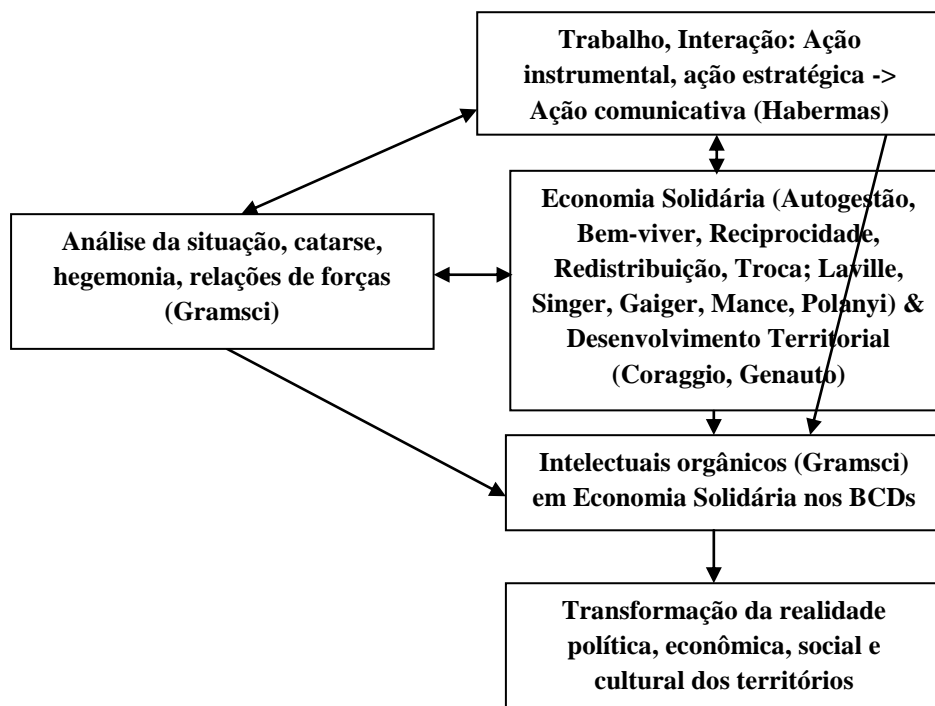 Trabalho, Interação: Ação
instrumental, ação estratégica ->
Ação comunicativa (Habermas)
Economia Solidária (Autogestão,
Bem-viver, Reciprocidade,
Redistribuição, Troca; Laville,
Singer, Gaiger, Mance, Polanyi) &
Desenvolvimento Territorial
(Coraggio, Genauto)
Análise da situação, catarse,
hegemonia, relações de forças
(Gramsci)
Intelectuais orgânicos (Gramsci)
em Economia Solidária nos BCDs
Transformação da realidade
política, econômica, social e
cultural dos territórios